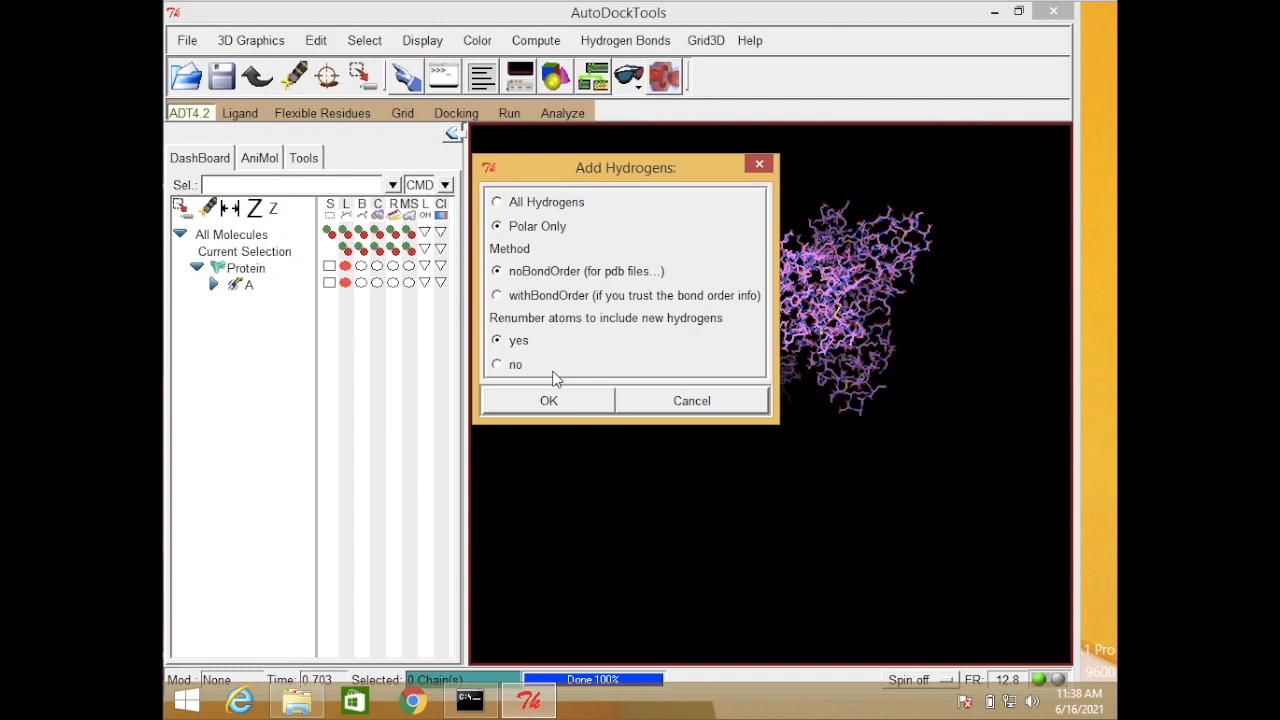 AutoDockTools
File 3D Graphics Edit Select Display Color Compute Hydrogen Bonds Grid3D Help
ADT4.2 Ligand Flexible Residues Grid Docking Run Analyze
DashBoard AniMol Tools
Sel.: CMD
S L B C R MS L Cl
All Molecules
Current Selection
Protein
A
Add Hydrogens:
All Hydrogens
Polar Only
Method
noBondOrder (for pdb files...)
withBondOrder (if you trust the bond order info)
Renumber atoms to include new hydrogens
yes
no
OK Cancel
.1 Pro
9600
Mod.: None Time: 0.703 Selected: 0 Chain(s) Done 100% Spin off FR: 12.8
11:38 AM
6/16/2021